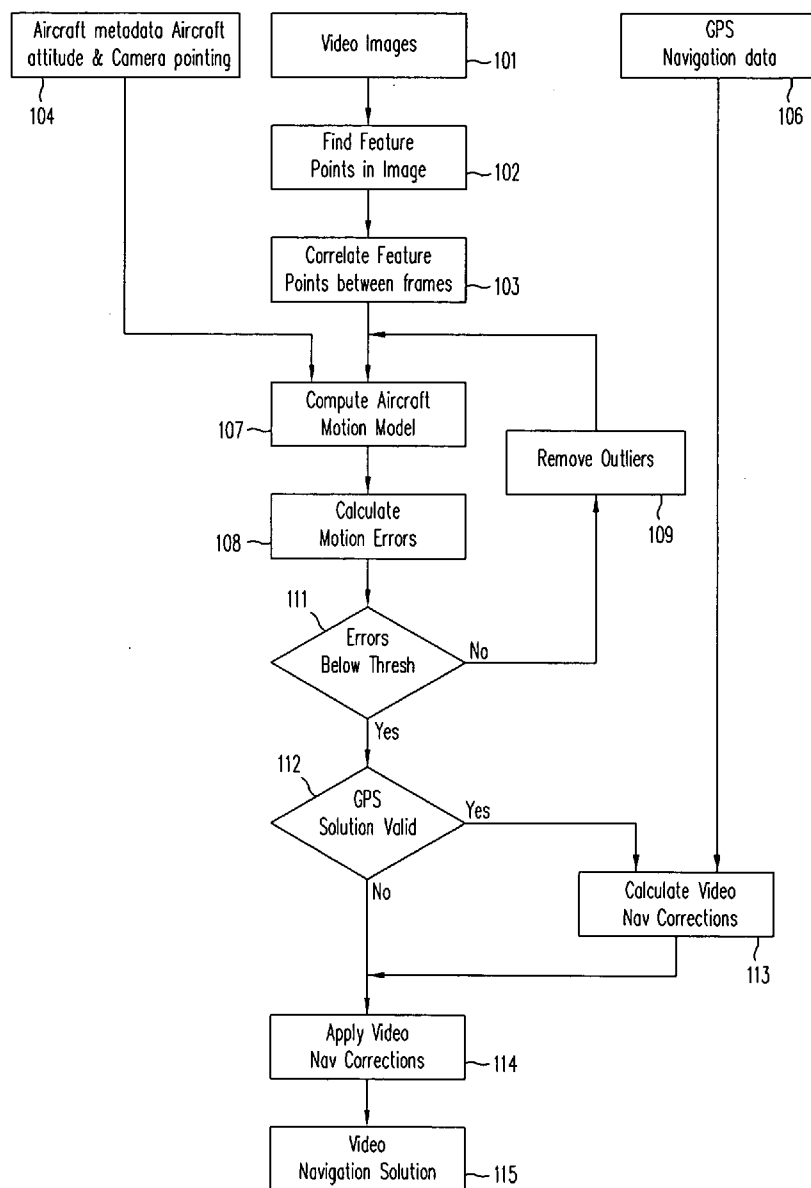 Aircraft metadata Aircraft
attitude & Camera pointing
104
Video Images
101
GPS
Navigation data
106
Find Feature
Points in Image
102
Correlate Feature
Points between frames
103
Compute Aircraft
Motion Model
107
Remove Outliers
109
Calculate
Motion Errors
108
111
Errors
Below Thresh
No
Yes
112
GPS
Solution Valid
Yes
No
Calculate Video
Nav Corrections
113
Apply Video
Nav Corrections
114
Video
Navigation Solution
115